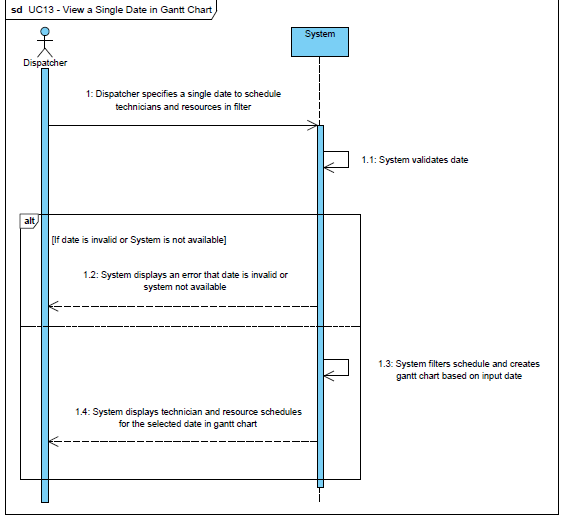 sd UC13 - View a Single Date in Gantt Chart
System
Dispatcher
1: Dispatcher specifies a single date to schedule
technicians and resources in filter
1.1: System validates date
alt
[If date is invalid or System is not available]
1.2: System displays an error that date is invalid or
system not available
1.3: System filters schedule and creates
gantt chart based on input date
1.4: System displays technician and resource schedules
for the selected date in gantt chart